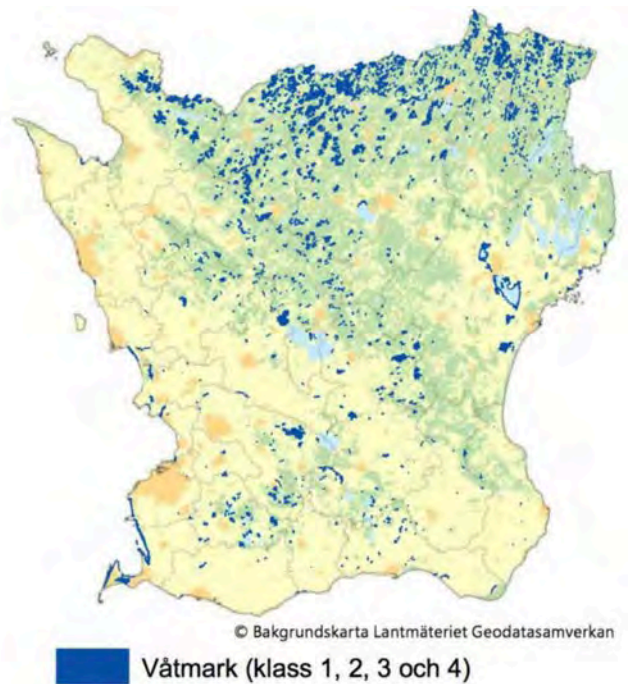 © Bakgrundskarta Lantmäteriet Geodatasamverkan
Våtmark (klass 1, 2, 3 och 4)